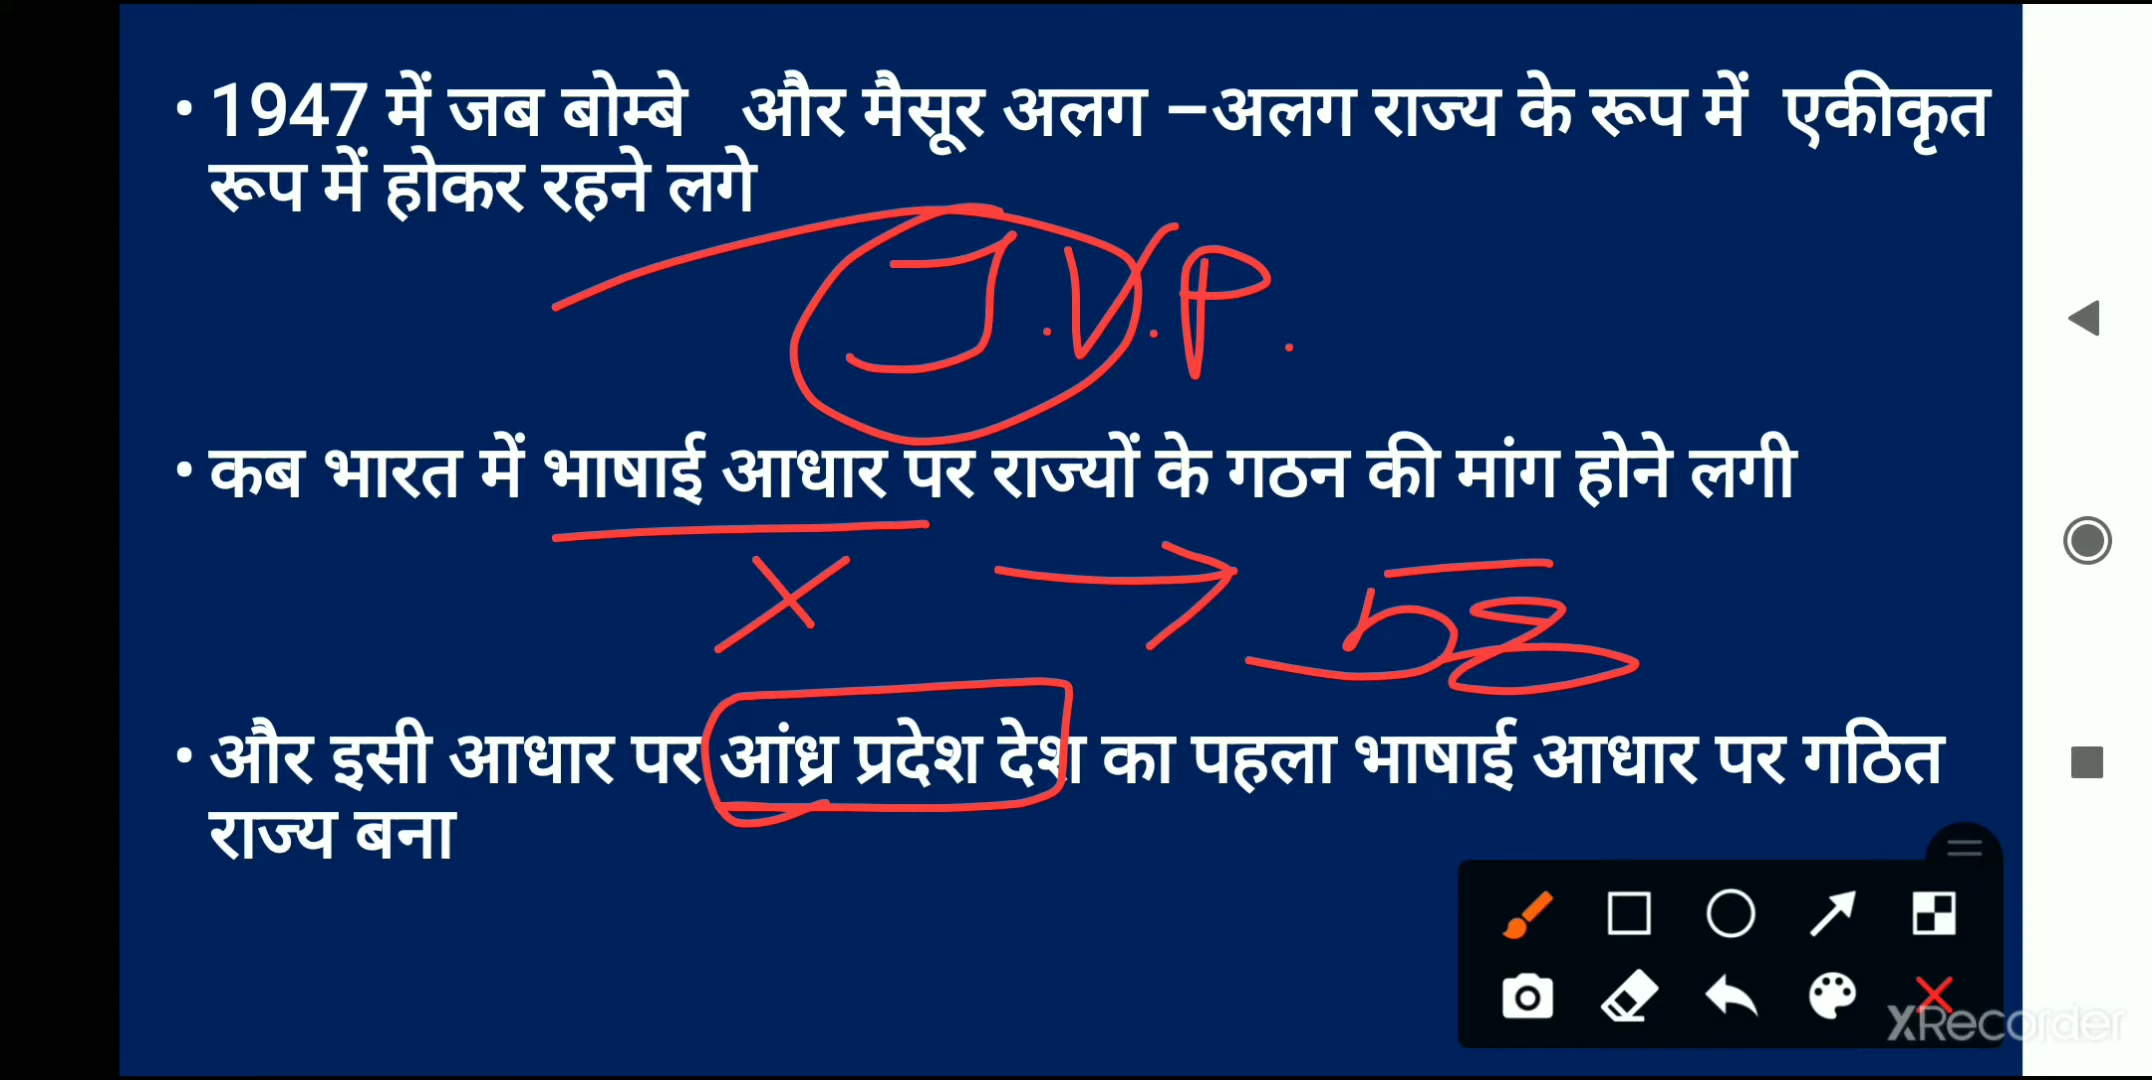 • 1947 में जब बोम्बे और मैसूर अलग –अलग राज्य के रूप में एकीकृत
रूप में होकर रहने लगे
J.V.P.
• कब भारत में भाषाई आधार पर राज्यों के गठन की मांग होने लगी
• और इसी आधार पर आंध्र प्रदेश देश का पहला भाषाई आधार पर गठित
राज्य बना
XRecorder